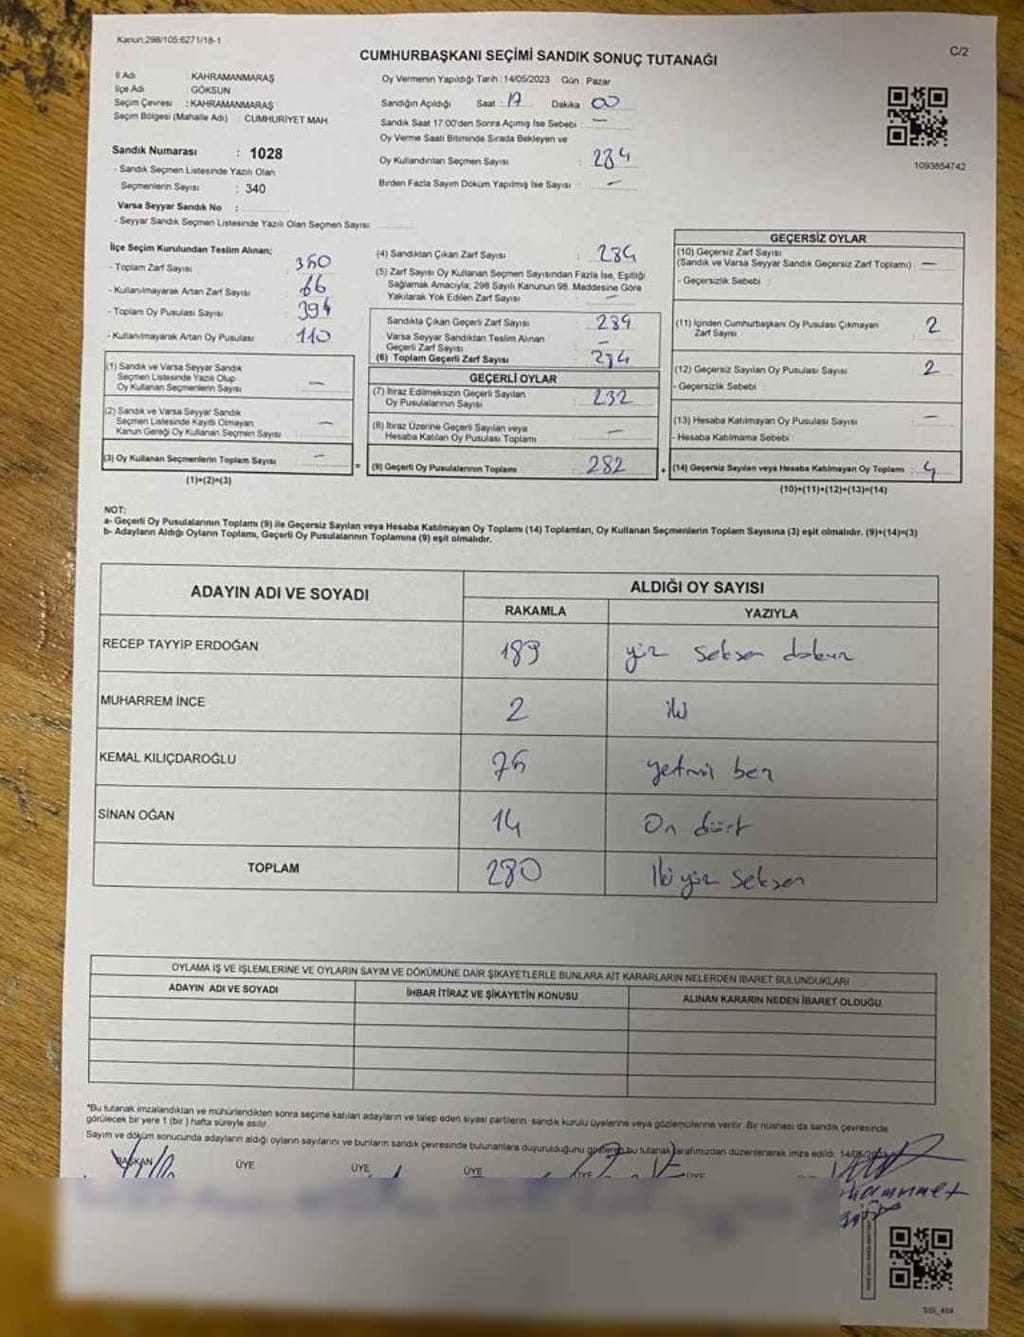 Kanun:298/105;6271/18-1
C/2
CUMHURBAŞKANI SEÇİMİ SANDIK SONUÇ TUTANAĞI
İl Adı : KAHRAMANMARAŞ
İlçe Adı : GÖKSUN
Seçim Çevresi : KAHRAMANMARAŞ
Seçim Bölgesi (Mahalle Adı) : CUMHURİYET MAH.
Sandık Numarası : 1028
- Sandık Seçmen Listesinde Yazılı Olan
Seçmenlerin Sayısı : 340
Varsa Seyyar Sandık No :
- Seyyar Sandık Seçmen Listesinde Yazılı Olan Seçmen Sayısı:
Oy Vermenin Yapıldığı Tarih :14/05/2023 Gün : Pazar
Sandığın Açıldığı Saat : 17 Dakika : 00
Sandık Saat 17:00'den Sonra Açımış İse Sebebi : —
Oy Verme Saati Bitiminde Sırada Bekleyen ve
Oy Kullandırılan Seçmen Sayısı : 284
Birden Fazla Sayım Döküm Yapılmış İse Sayısı : —
1093854742
İlçe Seçim Kurulundan Teslim Alınan;
- Toplam Zarf Sayısı : 350
- Kullanılmayarak Artan Zarf Sayısı : 66
- Toplam Oy Pusulası Sayısı : 394
- Kullanılmayarak Artan Oy Pusulası : 110
(1) Sandık ve Varsa Seyyar Sandık
Seçmen Listesinde Yazılı Olup
Oy Kullanan Seçmenlerin Sayısı : —
(2) Sandık ve Varsa Seyyar Sandık
Seçmen Listesinde Kayıtlı Olmayan
Kanun Gereği Oy Kullanan Seçmen Sayısı : —
(3) Oy Kullanan Seçmenlerin Toplam Sayısı : —
(1)+(2)=(3)
(4) Sandıktan Çıkan Zarf Sayısı : 284
(5) Zarf Sayısı Oy Kullanan Seçmen Sayısından Fazla İse, Eşitliği
Sağlamak Amacıyla; 298 Sayılı Kanunun 98. Maddesine Göre
Yakılarak Yok Edilen Zarf Sayısı : —
Sandıkta Çıkan Geçerli Zarf Sayısı : 284
Varsa Seyyar Sandıktan Teslim Alınan
Geçerli Zarf Sayısı : —
(6) Toplam Geçerli Zarf Sayısı : 284
GEÇERLİ OYLAR
(7) İtiraz Edilmeksizin Geçerli Sayılan
Oy Pusulalarının Sayısı : 282
(8) İtiraz Üzerine Geçerli Sayılan veya
Hesaba Katılan Oy Pusulası Toplamı : —
= (9) Geçerli Oy Pusulalarının Toplamı : 282
GEÇERSİZ OYLAR
(10) Geçersiz Zarf Sayısı
(Sandık ve Varsa Seyyar Sandık Geçersiz Zarf Toplamı) : —
- Geçersizlik Sebebi :
(11) İçinden Cumhurbaşkanı Oy Pusulası Çıkmayan
Zarf Sayısı : 2
(12) Geçersiz Sayılan Oy Pusulası Sayısı : 2
- Geçersizlik Sebebi :
(13) Hesaba Katılmayan Oy Pusulası Sayısı : —
- Hesaba Katılmama Sebebi :
+ (14) Geçersiz Sayılan veya Hesaba Katılmayan Oy Toplamı : 4
(10)+(11)+(12)+(13)=(14)
NOT:
a- Geçerli Oy Pusulalarının Toplamı (9) ile Geçersiz Sayılan veya Hesaba Katılmayan Oy Toplamı (14) Toplamları, Oy Kullanan Seçmenlerin Toplam Sayısına (3) eşit olmalıdır. (9)+(14)=(3)
b- Adayların Aldığı Oyların Toplamı, Geçerli Oy Pusulalarının Toplamına (9) eşit olmalıdır.
ADAYIN ADI VE SOYADI
ALDIĞI OY SAYISI
RAKAMLA YAZIYLA
RECEP TAYYİP ERDOĞAN 189 yüz seksen dokuz
MUHARREM İNCE 2 iki
KEMAL KILIÇDAROĞLU 75 yetmiş beş
SİNAN OĞAN 14 On dört
TOPLAM 280 İki yüz seksen
OYLAMA İŞ VE İŞLEMLERİNE VE OYLARIN SAYIM VE DÖKÜMÜNE DAİR ŞİKAYETLERLE BUNLARA AİT KARARLARIN NELERDEN İBARET BULUNDUKLARI
ADAYIN ADI VE SOYADI İHBAR İTİRAZ VE ŞİKAYETİN KONUSU ALINAN KARARIN NEDEN İBARET OLDUĞU
*Bu tutanak imzalandıktan ve mühürlendikten sonra seçime katılan adayların ve talep eden siyasi partilerin sandık kurulu üyelerine veya gözlemcilerine verilir. Bir nüshası da sandık çevresinde
görülecek bir yere 1 (bir ) hafta süreyle asılır.
Sayım ve döküm sonucunda adayların aldığı oyların sayılarını ve bunların sandık çevresinde bulunanlara duyurulduğunu gösteren bu tutanak tarafımızdan düzenlenerek imza edildi. 14/05/2023
BAŞKAN ÜYE ÜYE ÜYE ÜYE ÜYE
Muhammet